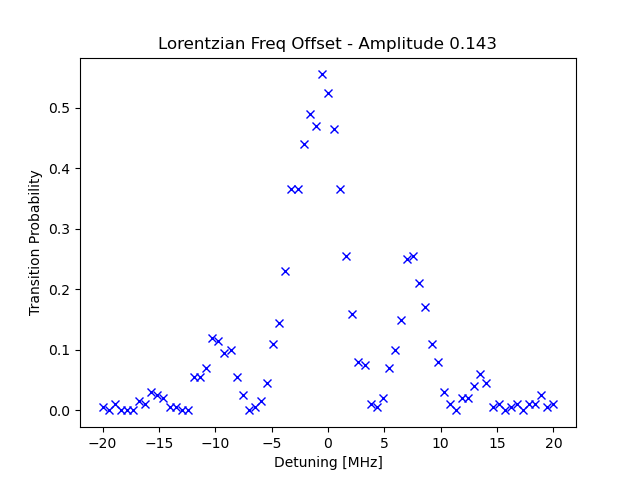 Lorentzian Freq Offset - Amplitude 0.143
Transition Probability
0.5
0.4
0.3
0.2
0.1
0.0
−20 −15 −10 −5 0 5 10 15 20
Detuning [MHz]